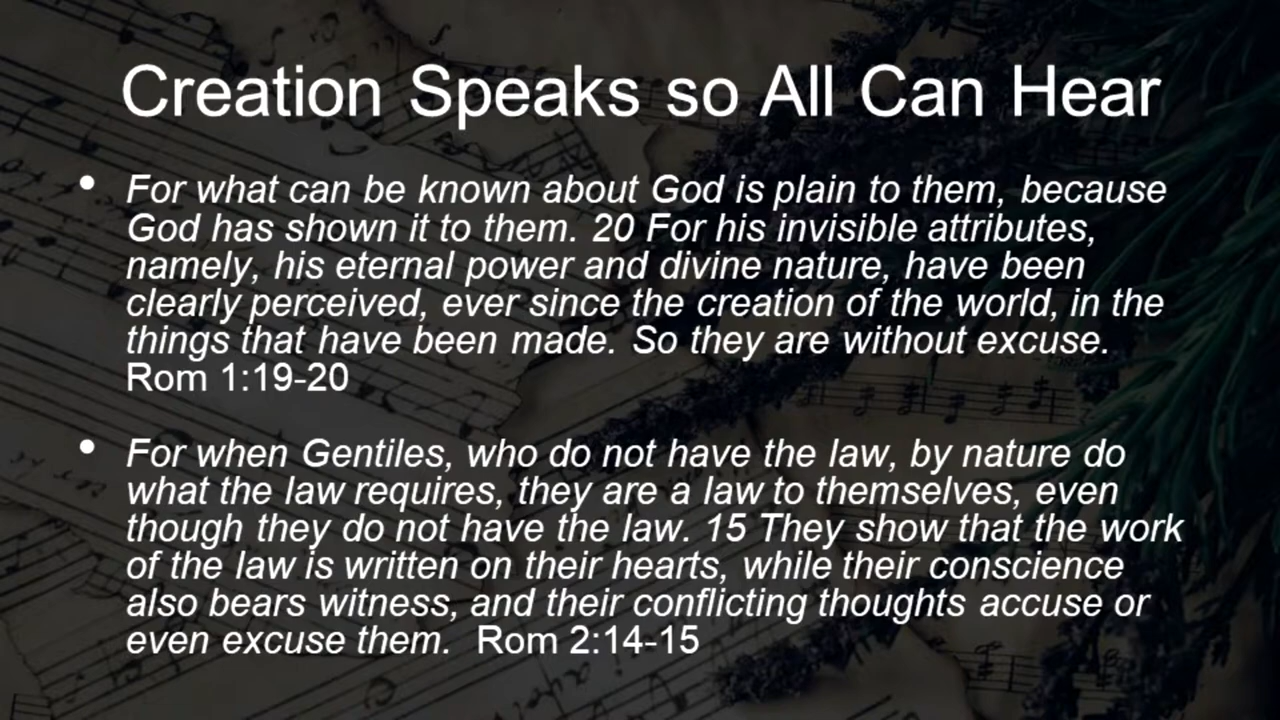 Creation Speaks so All Can Hear
• For what can be known about God is plain to them, because
God has shown it to them. 20 For his invisible attributes,
namely, his eternal power and divine nature, have been
clearly perceived, ever since the creation of the world, in the
things that have been made. So they are without excuse.
Rom 1:19-20
• For when Gentiles, who do not have the law, by nature do
what the law requires, they are a law to themselves, even
though they do not have the law. 15 They show that the work
of the law is written on their hearts, while their conscience
also bears witness, and their conflicting thoughts accuse or
even excuse them. Rom 2:14-15